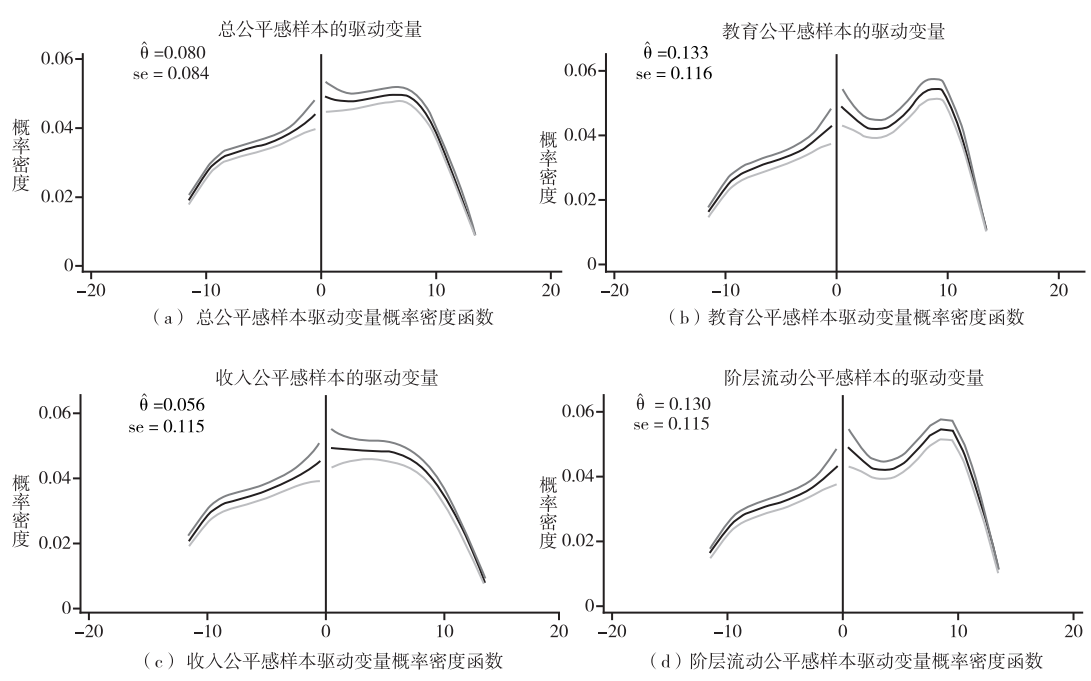 总公平感样本的驱动变量
θ̂ =0.080
se = 0.084
概率密度
0.06
0.04
0.02
0
−20 −10 0 10 20
（a）总公平感样本驱动变量概率密度函数
教育公平感样本的驱动变量
θ̂ =0.133
se = 0.116
概率密度
0.06
0.04
0.02
0
−20 −10 0 10 20
（b）教育公平感样本驱动变量概率密度函数
收入公平感样本的驱动变量
θ̂ =0.056
se = 0.115
概率密度
0.06
0.04
0.02
0
−20 −10 0 10 20
（c）收入公平感样本驱动变量概率密度函数
阶层流动公平感样本的驱动变量
θ̂ = 0.130
se = 0.115
概率密度
0.06
0.04
0.02
0
−20 −10 0 10 20
（d）阶层流动公平感样本驱动变量概率密度函数